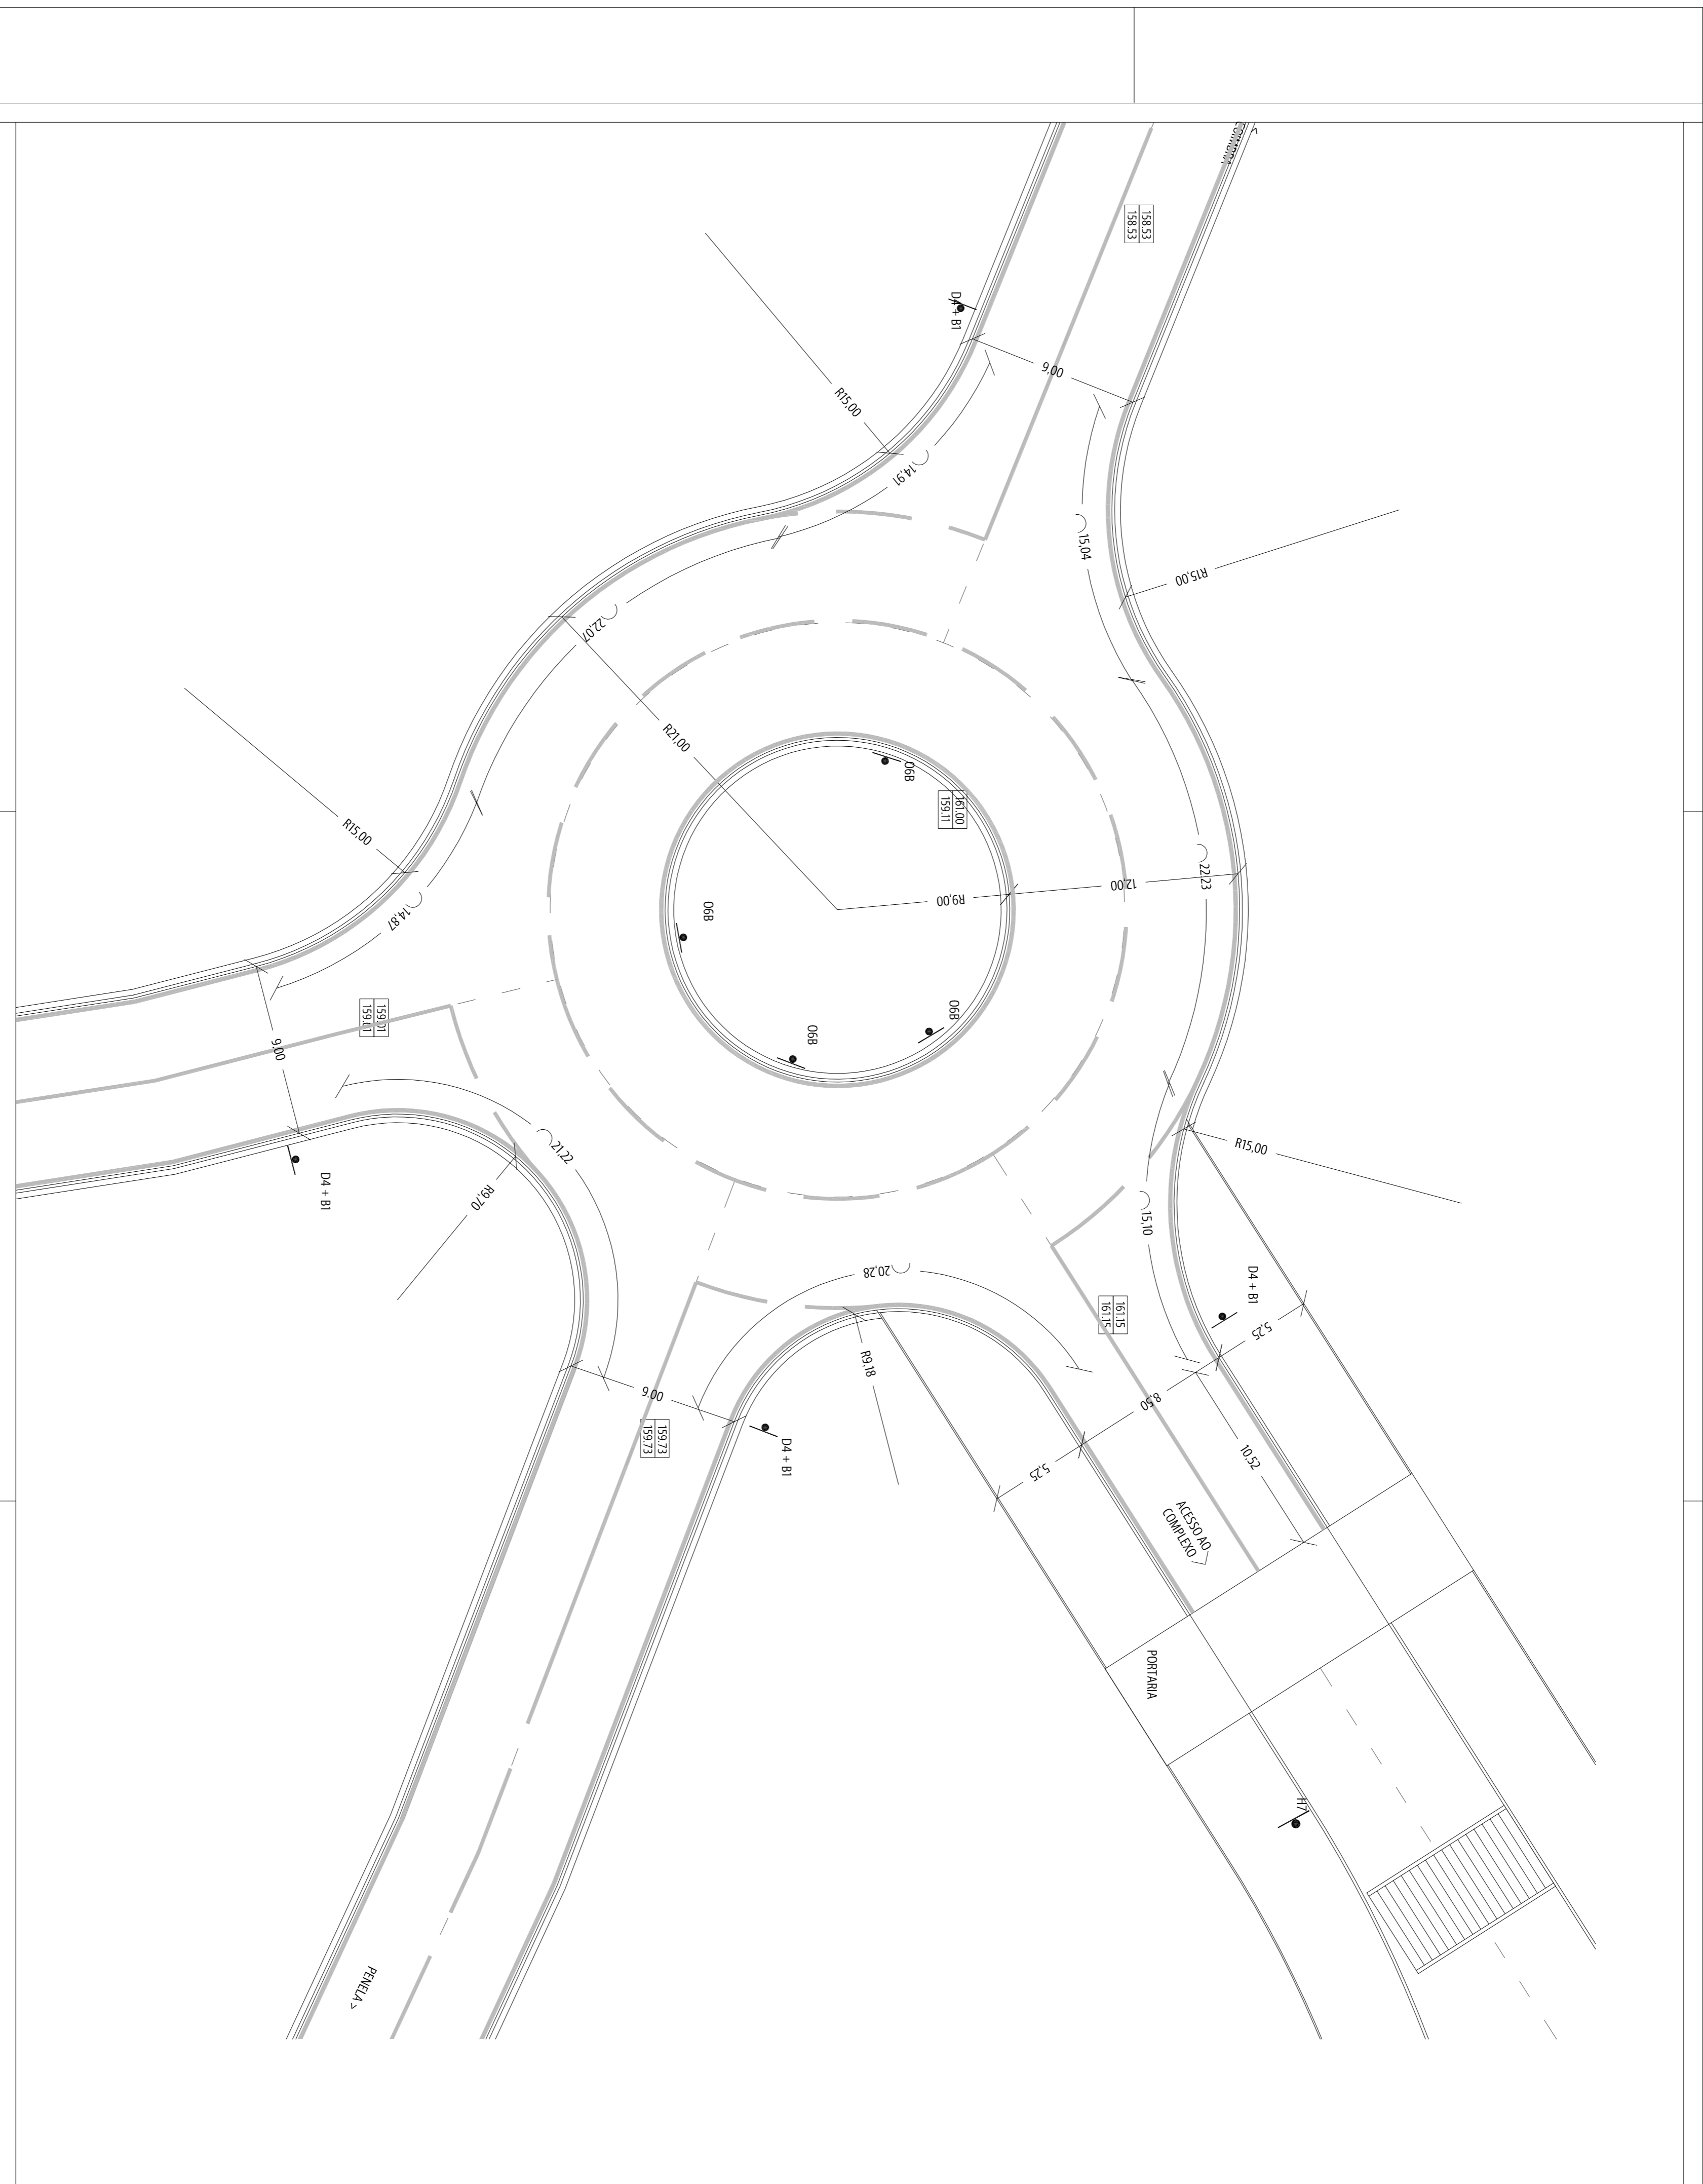 158.53
158.53
D4 + B1
9,00
R15,00
14,91
15,04
R15,00
22,07
R21,00
O6B
161.00
159.11
R15,00
22,23
12,00
R9,00
O6B
14,87
O6B
O6B
159.01
159.01
9,00
21,22
R15,00
D4 + B1
R9,70
15,10
20,28
D4 + B1
161.15
161.15
5,25
R9,18
9,00
8,50
159.73
159.73
D4 + B1
10,52
5,25
ACESSO AO
COMPLEXO
PORTARIA
H7
PENELA >